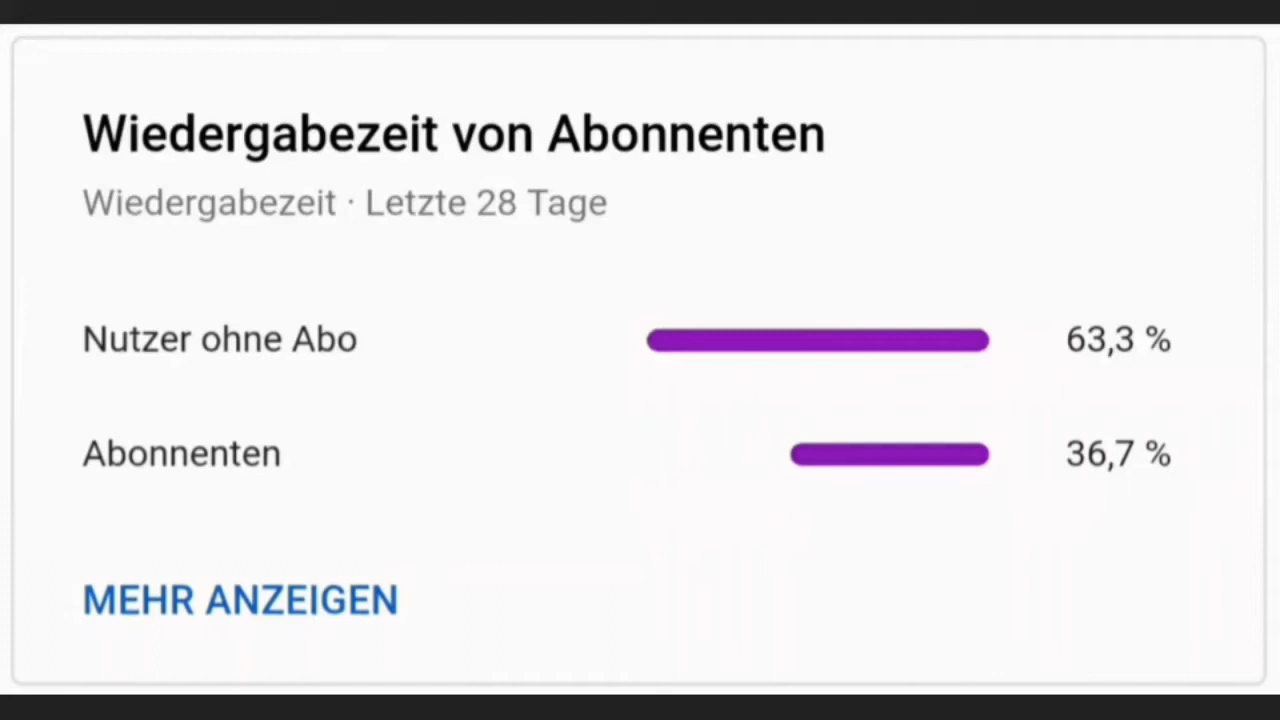 Wiedergabezeit von Abonnenten
Wiedergabezeit · Letzte 28 Tage
Nutzer ohne Abo 63,3 %
Abonnenten 36,7 %
MEHR ANZEIGEN